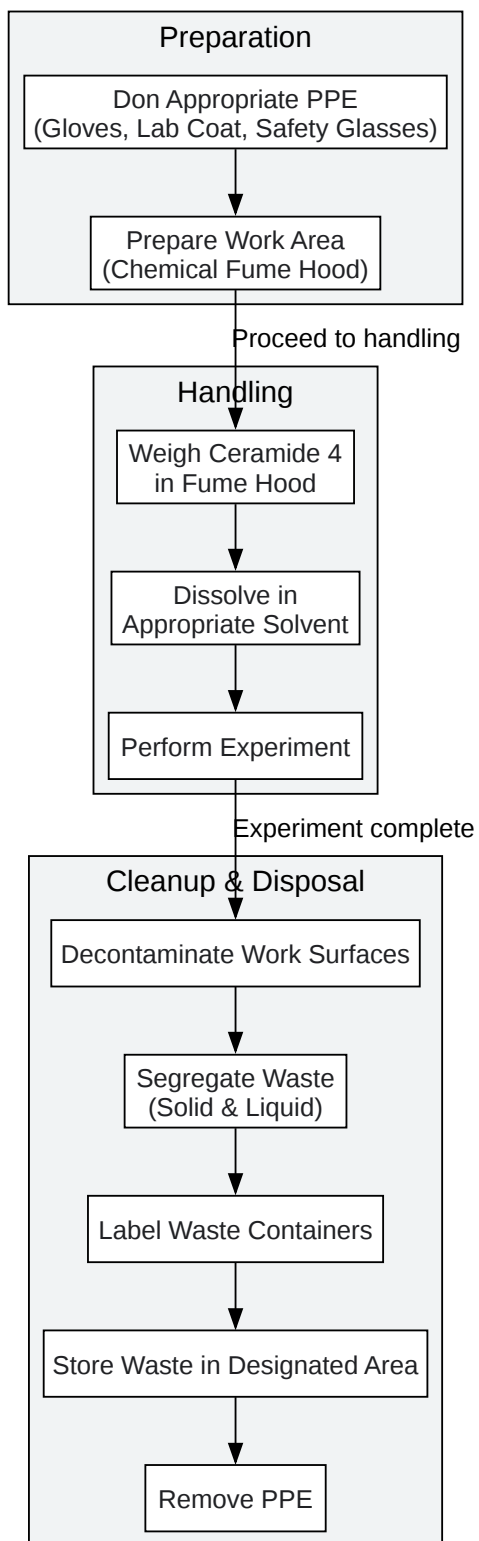 Preparation
Don Appropriate PPE
(Gloves, Lab Coat, Safety Glasses)
Prepare Work Area
(Chemical Fume Hood)
Proceed to handling
Handling
Weigh Ceramide 4
in Fume Hood
Dissolve in
Appropriate Solvent
Perform Experiment
Experiment complete
Cleanup & Disposal
Decontaminate Work Surfaces
Segregate Waste
(Solid & Liquid)
Label Waste Containers
Store Waste in Designated Area
Remove PPE